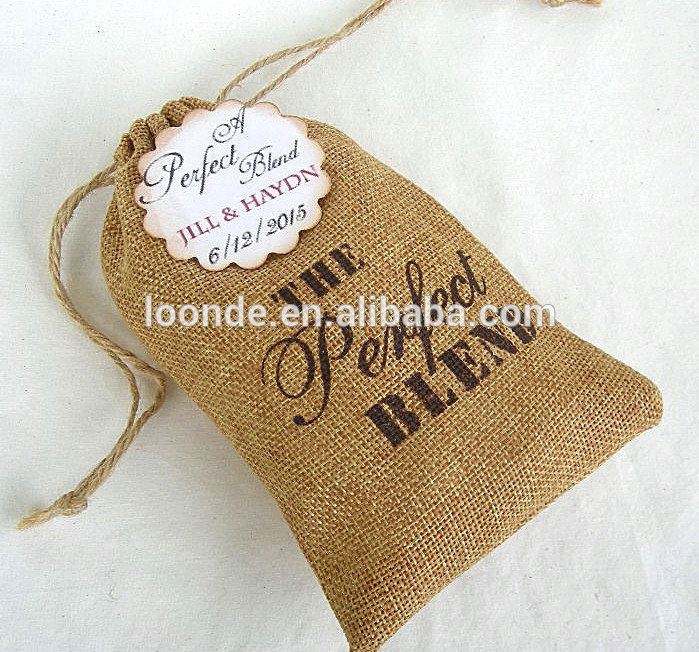 A
Perfect Blend
JILL & HAYDN
6/12/2015
THE
Perfect
BLEND
loonde.en.alibaba.com